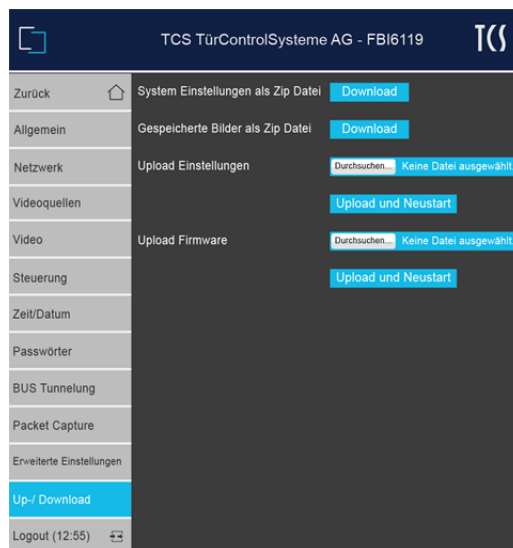 TCS TürControlSysteme AG - FBI6119
TCS
Zurück
System Einstellungen als Zip Datei Download
Allgemein
Gespeicherte Bilder als Zip Datei Download
Netzwerk
Upload Einstellungen Durchsuchen... Keine Datei ausgewählt.
Videoquellen
Upload und Neustart
Video
Upload Firmware Durchsuchen... Keine Datei ausgewählt.
Steuerung
Upload und Neustart
Zeit/Datum
Passwörter
BUS Tunnelung
Packet Capture
Erweiterte Einstellungen
Up-/ Download
Logout (12:55)